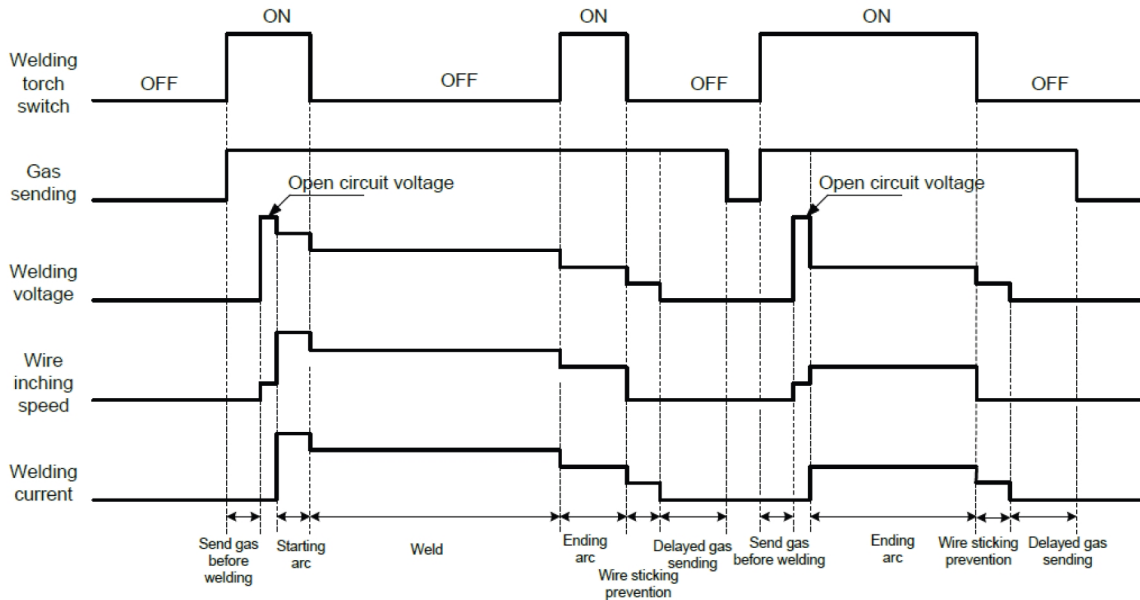 ON
ON
ON
Welding
torch
switch
OFF
OFF
OFF
OFF
Gas
sending
Open circuit voltage
Open circuit voltage
Welding
voltage
Wire
inching
speed
Welding
current
Send gas
before
welding
Starting
arc
Weld
Ending
arc
Wire sticking
prevention
Delayed gas
sending
Send gas
before welding
Ending
arc
Wire sticking
prevention
Delayed gas
sending